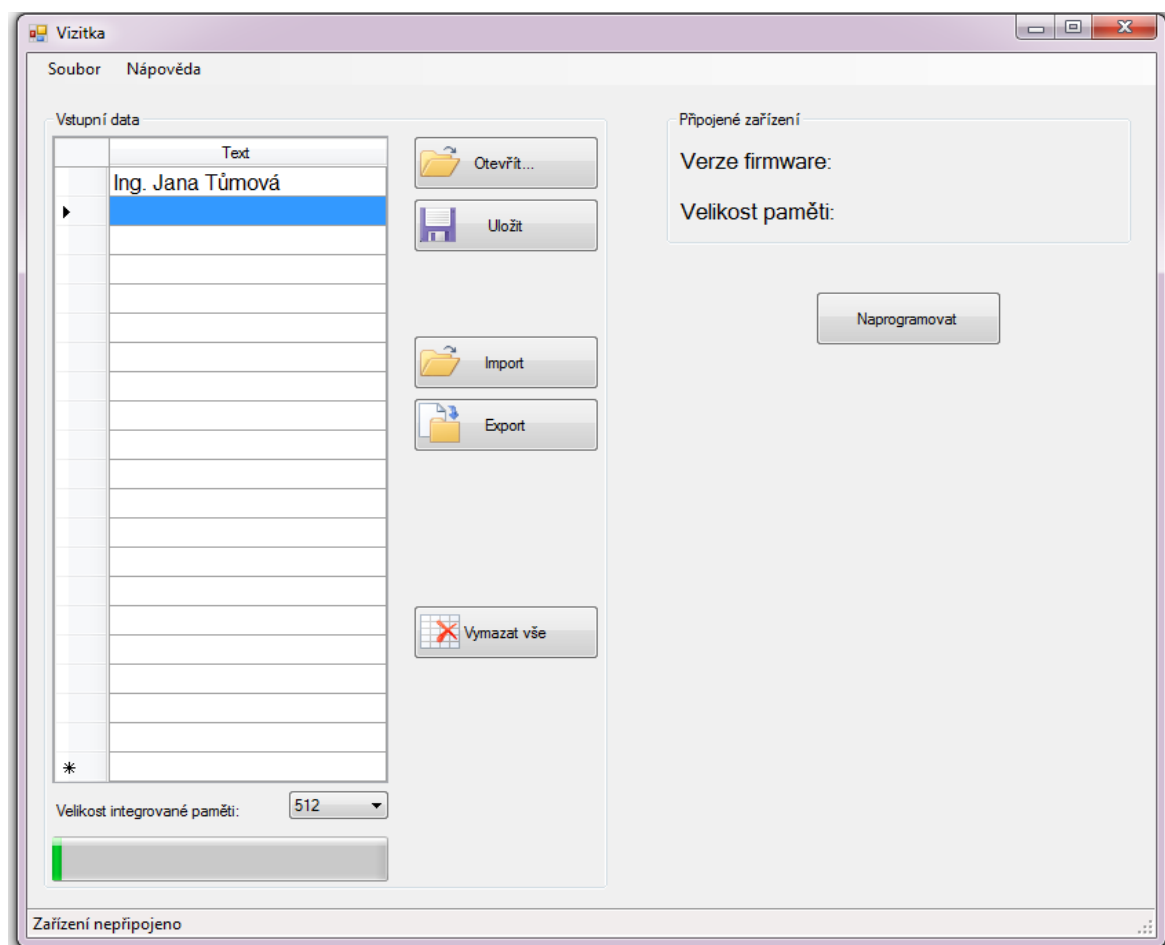 Vizitka
Soubor Nápověda
Vstupní data
Text
Ing. Jana Tůmová
Velikost integrované paměti: 512
Otevřít...
Uložit
Import
Export
Vymazat vše
Připojené zařízení
Verze firmware:
Velikost paměti:
Naprogramovat
Zařízení nepřipojeno